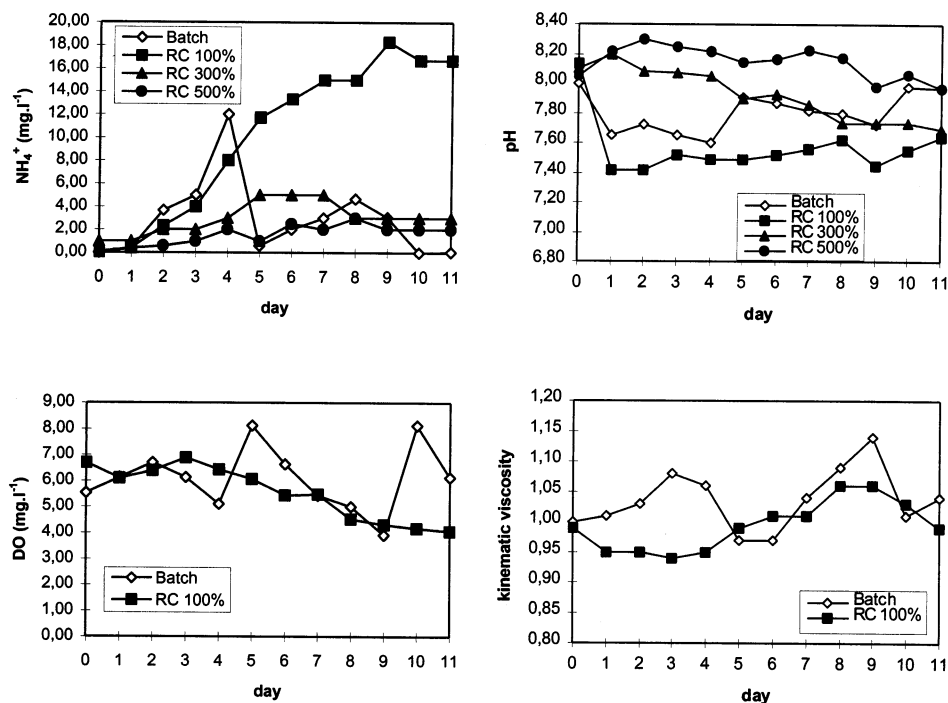 NH₄⁺ (mg.l⁻¹)
20,00
18,00
16,00
14,00
12,00
10,00
8,00
6,00
4,00
2,00
0,00
Batch
RC 100%
RC 300%
RC 500%
0 1 2 3 4 5 6 7 8 9 10 11
day
pH
8,40
8,20
8,00
7,80
7,60
7,40
7,20
7,00
6,80
Batch
RC 100%
RC 300%
RC 500%
0 1 2 3 4 5 6 7 8 9 10 11
day
DO (mg.l⁻¹)
9,00
8,00
7,00
6,00
5,00
4,00
3,00
2,00
1,00
0,00
Batch
RC 100%
0 1 2 3 4 5 6 7 8 9 10 11
day
kinematic viscosity
1,20
1,15
1,10
1,05
1,00
0,95
0,90
0,85
0,80
Batch
RC 100%
0 1 2 3 4 5 6 7 8 9 10 11
day